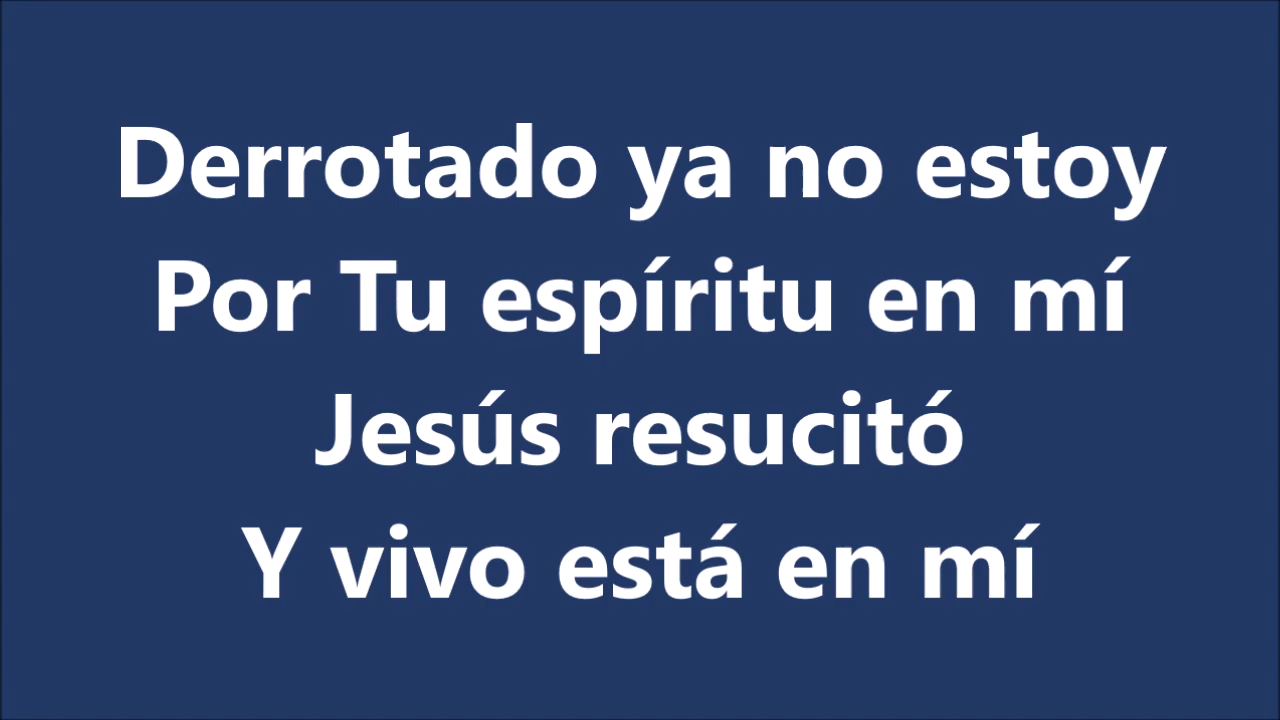 Derrotado ya no estoy
Por Tu espíritu en mí
Jesús resucitó
Y vivo está en mí